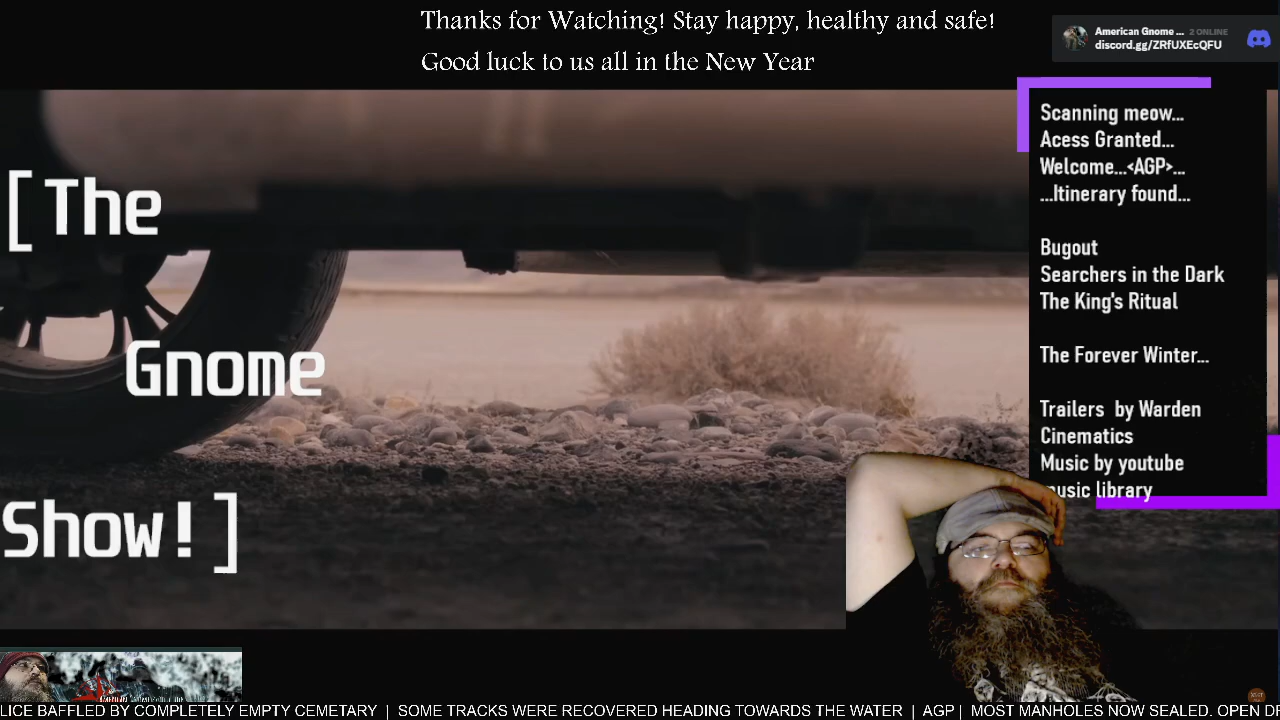 Thanks for Watching! Stay happy, healthy and safe!
Good luck to us all in the New Year
American Gnome ... 2 ONLINE
discord.gg/ZRfUXEcQFU
Scanning meow...
Acess Granted...
Welcome...<AGP>...
...Itinerary found...
Bugout
Searchers in the Dark
The King's Ritual
The Forever Winter...
Trailers by Warden
Cinematics
Music by youtube
music library
[The
Gnome
Show!]
LICE BAFFLED BY COMPLETELY EMPTY CEMETARY | SOME TRACKS WERE RECOVERED HEADING TOWARDS THE WATER | AGP | MOST MANHOLES NOW SEALED. OPEN